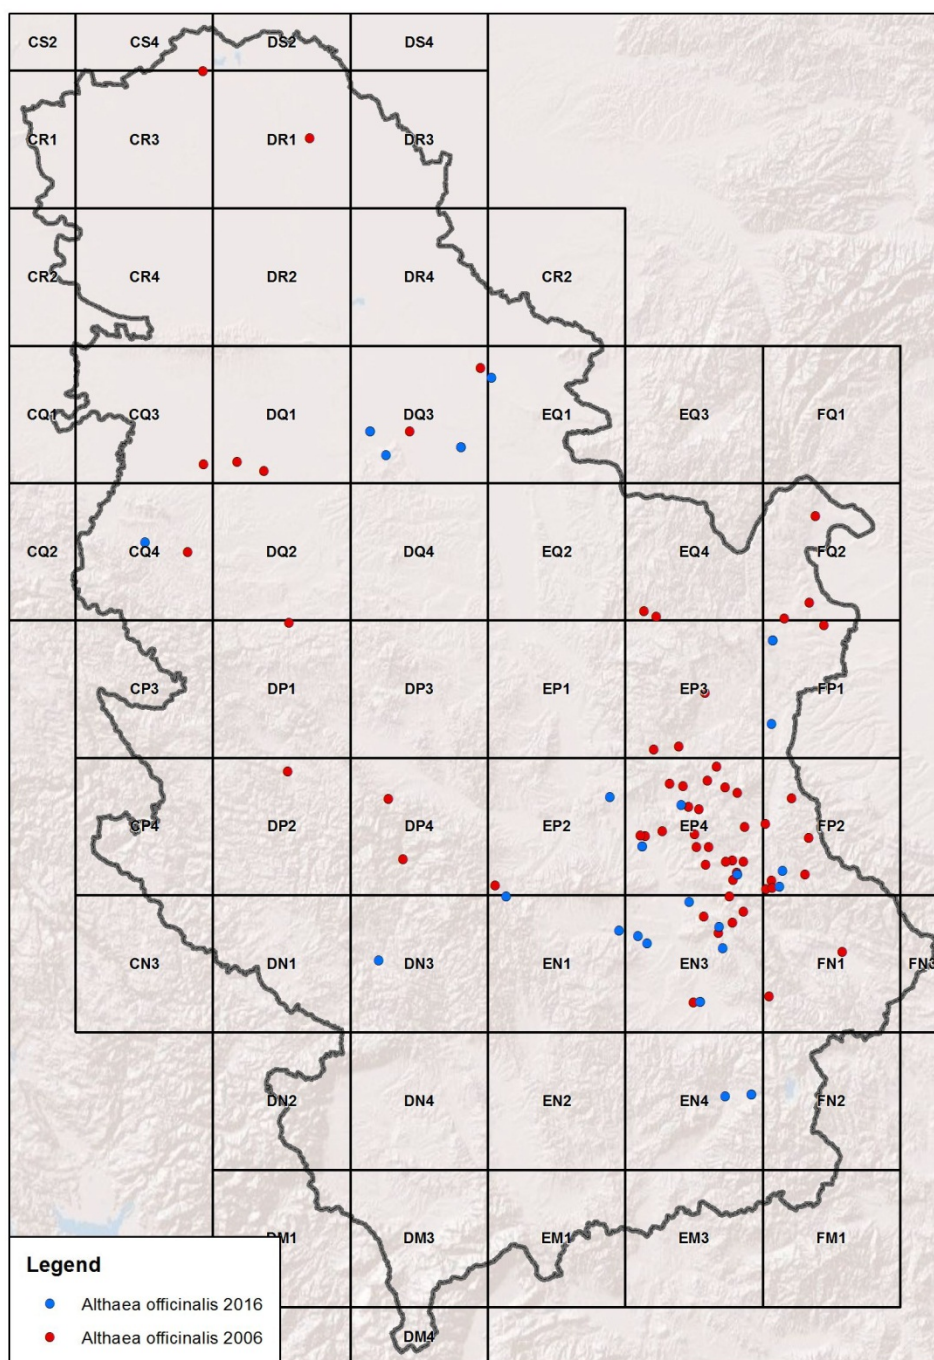 CS2 CS4 DS2 DS4
CR1 CR3 DR1 DR3
CR2 CR4 DR2 DR4 CR2
CQ1 CQ3 DQ1 DQ3 EQ1 EQ3 FQ1
CQ2 CQ4 DQ2 DQ4 EQ2 EQ4 FQ2
CP3 DP1 DP3 EP1 EP3 FP1
CP4 DP2 DP4 EP2 EP4 FP2
CN3 DN1 DN3 EN1 EN3 FN1 FN3
DN2 DN4 EN2 EN4 FN2
DM1 DM3 EM1 EM3 FM1
DM4
Legend
Althaea officinalis 2016
Althaea officinalis 2006